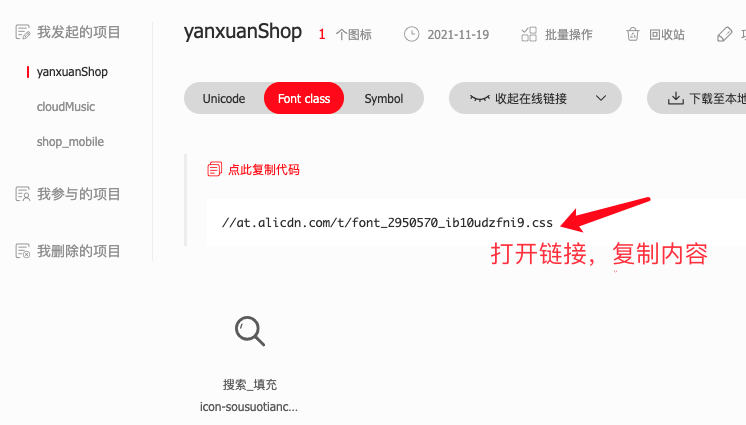 我发起的项目
yanxuanShop
cloudMusic
shop_mobile
我参与的项目
我删除的项目
yanxuanShop 1 个图标 2021-11-19 批量操作 回收站
Unicode Font class Symbol 收起在线链接 下载至本地
点此复制代码
//at.alicdn.com/t/font_2950570_ib10udzfni9.css
打开链接，复制内容
搜索_填充
icon-sousuotianc...